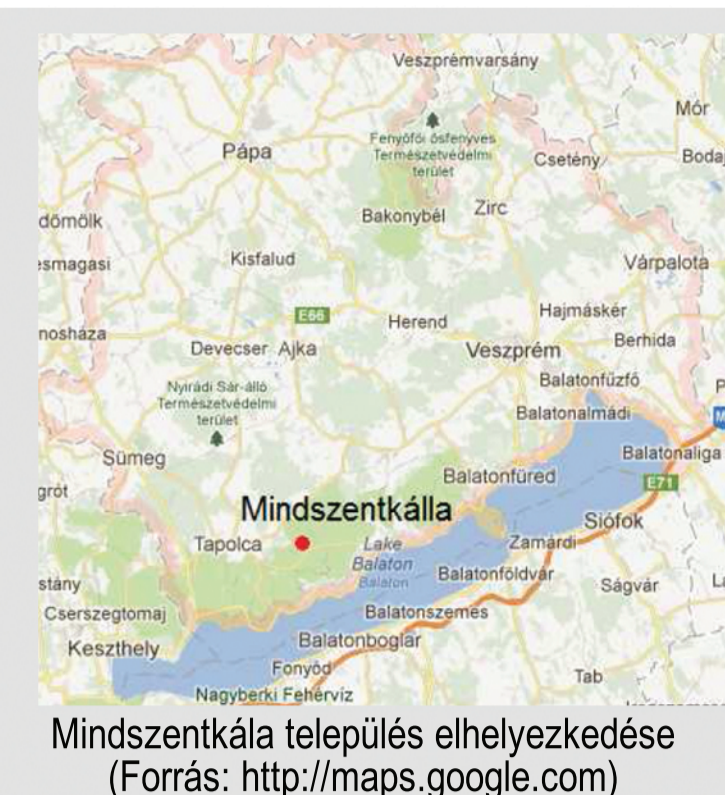 Veszprémvarsány
Mór
Fenyőfői ősfenyves
Természetvédelmi
terület
Pápa
Csetény
Boda
Bakonybél
Zirc
dömölk
Kisfalud
smagasi
Várpalota
E66
Herend
Hajmáskér
nosháza
Devecser
Ajka
Veszprém
Berhida
Nyirádi Sár-álló
Természetvédelmi
terület
Balatonfűzfő
P
M
Balatonalmádi
Sümeg
Balatonaliga
grót
Balatonfüred
E71
Mindszentkálla
Siófok
Tapolca
Lake
Balaton
Balaton
Zamárdi
stány
Balatonföldvár
Ságvár
Cserszegtomaj
Balatonszemes
Keszthely
Balatonboglár
Fonyód
Tab
Nagyberki Fehérvíz
Mindszentkála település elhelyezkedése
(Forrás: http://maps.google.com)